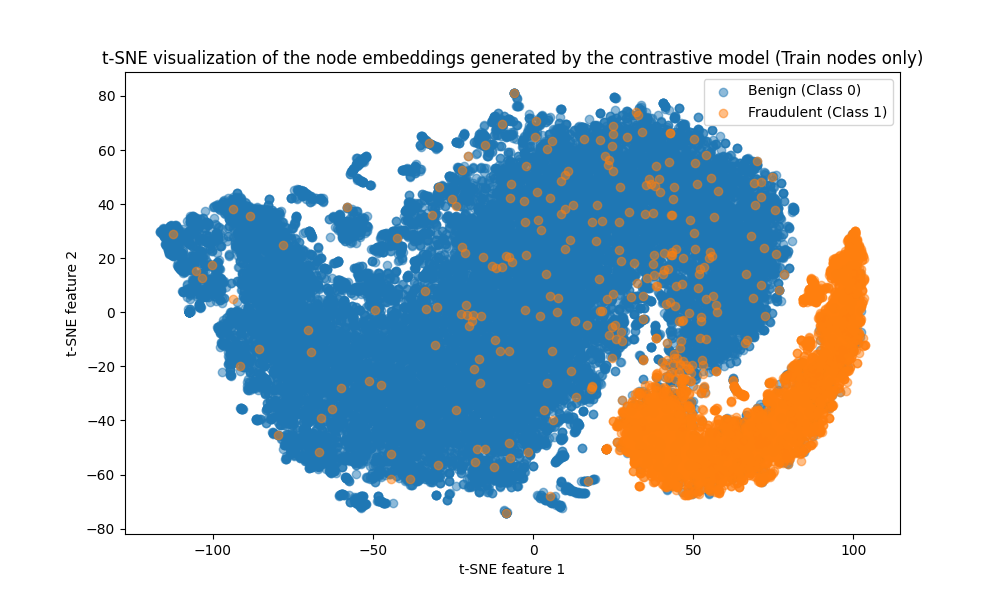 t-SNE visualization of the node embeddings generated by the contrastive model (Train nodes only)
Benign (Class 0)
Fraudulent (Class 1)
80
60
40
20
0
−20
−40
−60
−80
t-SNE feature 2
−100
−50
0
50
100
t-SNE feature 1